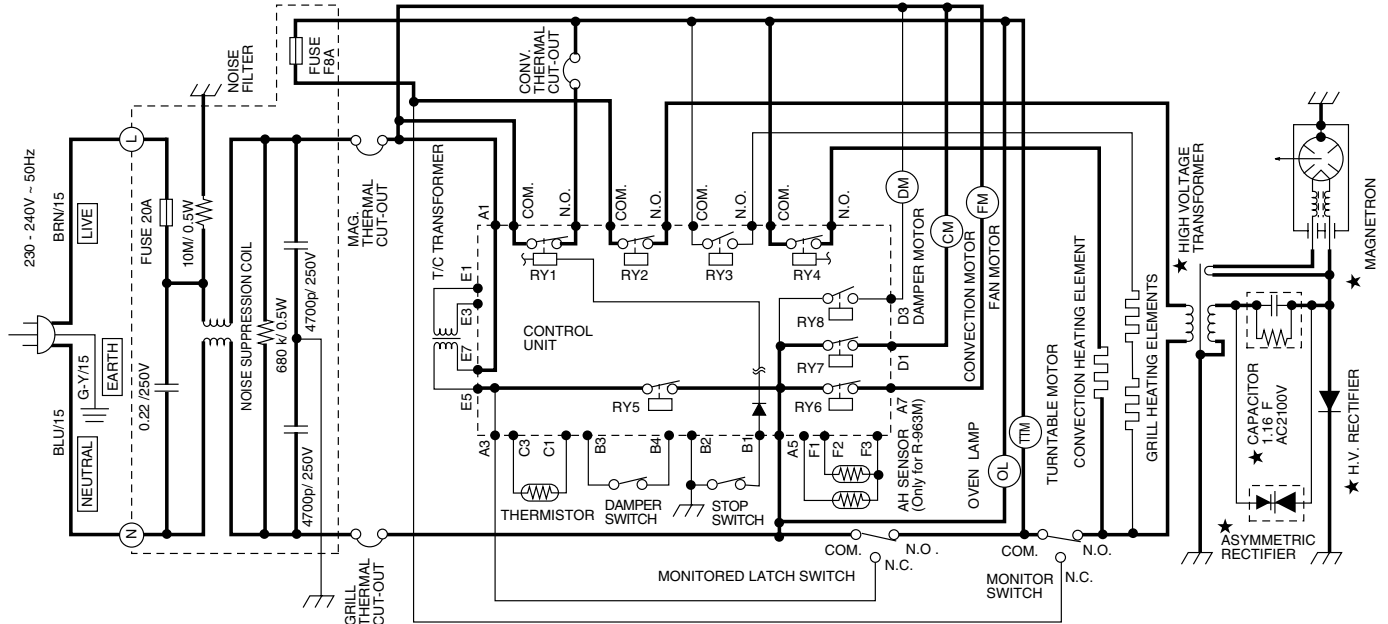 230 - 240V ~ 50Hz
BRN/15
LIVE
L
NOISE
FILTER
FUSE
F8A
FUSE 20A
10M/ 0.5W
G-Y/15
EARTH
BLU/15
NEUTRAL
N
0.22 /250V
NOISE SUPPRESSION COIL
680 k/ 0.5W
4700p/ 250V
4700p/ 250V
MAG.
THERMAL
CUT-OUT
GRILL
THERMAL
CUT-OUT
CONV.
THERMAL
CUT-OUT
T/C TRANSFORMER
A1
COM.
N.O.
COM.
N.O.
COM.
N.O.
COM.
N.O.
E1
E3
E7
E5
RY1
RY2
RY3
RY4
CONTROL
UNIT
RY8
RY7
RY5
RY6
D3
D1
A7
A3
C3
C1
B3
B4
B2
B1
A5
F1
F2
F3
THERMISTOR
DAMPER
SWITCH
STOP
SWITCH
AH SENSOR
(Only for R-963M)
DM
DAMPER MOTOR
CM
CONVECTION MOTOR
FM
FAN MOTOR
OL
OVEN LAMP
TTM
TURNTABLE MOTOR
CONVECTION HEATING ELEMENT
GRILL HEATING ELEMENTS
COM.
N.O .
N.C.
MONITORED LATCH SWITCH
COM.
N.O.
N.C.
MONITOR
SWITCH
★ HIGH VOLTAGE
TRANSFORMER
★ MAGNETRON
★ CAPACITOR
1.16 F
AC2100V
★ H.V. RECTIFIER
★ ASYMMETRIC
RECTIFIER